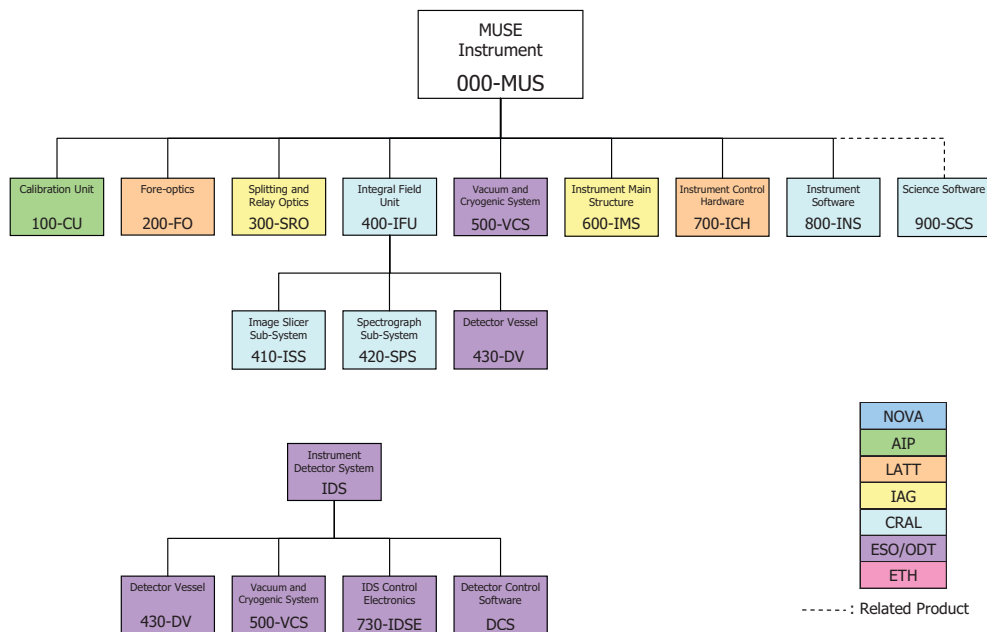 MUSE
Instrument
000-MUS
Calibration Unit
100-CU
Fore-optics
200-FO
Splitting and
Relay Optics
300-SRO
Integral Field
Unit
400-IFU
Vacuum and
Cryogenic System
500-VCS
Instrument Main
Structure
600-IMS
Instrument Control
Hardware
700-ICH
Instrument
Software
800-INS
Science Software
900-SCS
Image Slicer
Sub-System
410-ISS
Spectrograph
Sub-System
420-SPS
Detector Vessel
430-DV
Instrument
Detector System
IDS
Detector Vessel
430-DV
Vacuum and
Cryogenic System
500-VCS
IDS Control
Electronics
730-IDSE
Detector Control
Software
DCS
NOVA
AIP
LATT
IAG
CRAL
ESO/ODT
ETH
: Related Product